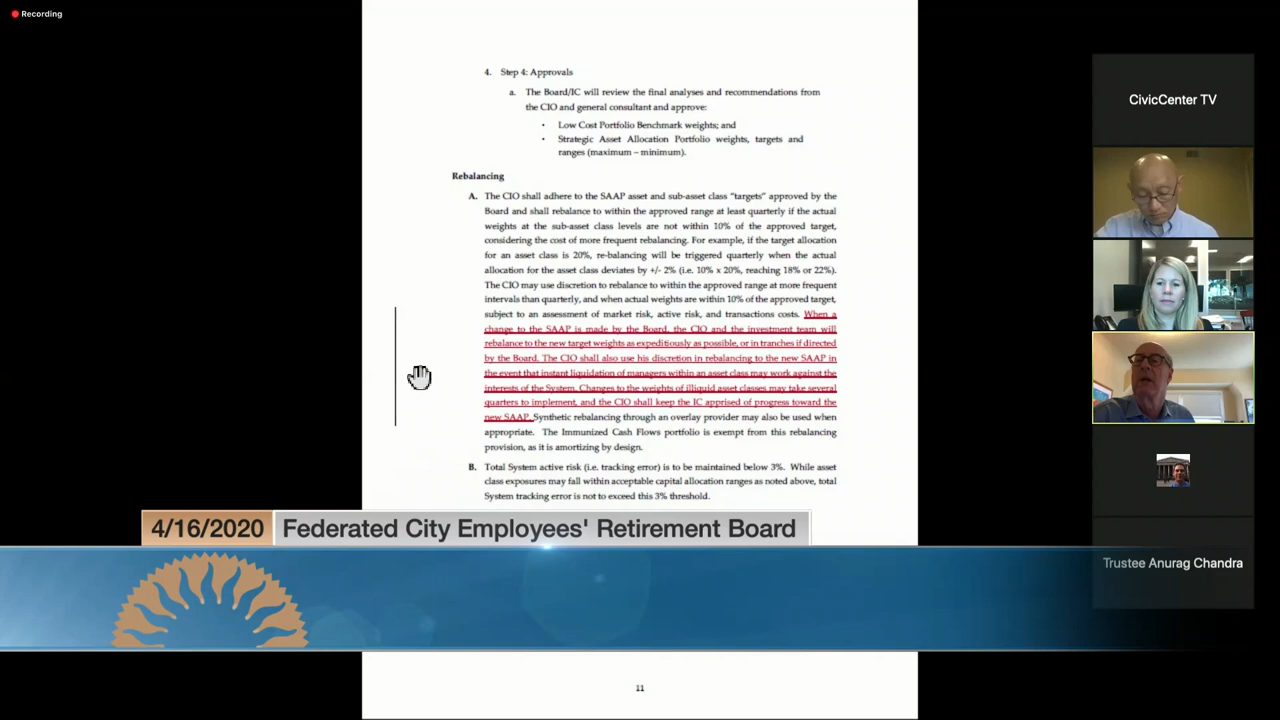 Recording
4. Step 4: Approvals
a. The Board/IC will review the final analyses and recommendations from
the CIO and general consultant and approve:
· Low Cost Portfolio Benchmark weights; and
· Strategic Asset Allocation Portfolio weights, targets and
ranges (maximum – minimum).
Rebalancing
A. The CIO shall adhere to the SAAP asset and sub-asset class “targets” approved by the
Board and shall rebalance to within the approved range at least quarterly if the actual
weights at the sub-asset class levels are not within 10% of the approved target,
considering the cost of more frequent rebalancing. For example, if the target allocation
for an asset class is 20%, re-balancing will be triggered quarterly when the actual
allocation for the asset class deviates by +/- 2% (i.e. 10% x 20%, reaching 18% or 22%).
The CIO may use discretion to rebalance to within the approved range at more frequent
intervals than quarterly, and when actual weights are within 10% of the approved target,
subject to an assessment of market risk, active risk, and transactions costs. When a
change to the SAAP is made by the Board, the CIO and the investment team will
rebalance to the new target weights as expeditiously as possible, or in tranches if directed
by the Board. The CIO shall also use his discretion in rebalancing to the new SAAP in
the event that instant liquidation of managers within an asset class may work against the
interests of the System. Changes to the weights of illiquid asset classes may take several
quarters to implement, and the CIO shall keep the IC apprised of progress toward the
new SAAP. Synthetic rebalancing through an overlay provider may also be used when
appropriate. The Immunized Cash Flows portfolio is exempt from this rebalancing
provision, as it is amortizing by design.
B. Total System active risk (i.e. tracking error) is to be maintained below 3%. While asset
class exposures may fall within acceptable capital allocation ranges as noted above, total
System tracking error is not to exceed this 3% threshold.
4/16/2020 Federated City Employees' Retirement Board
11
CivicCenter TV
Trustee Anurag Chandra